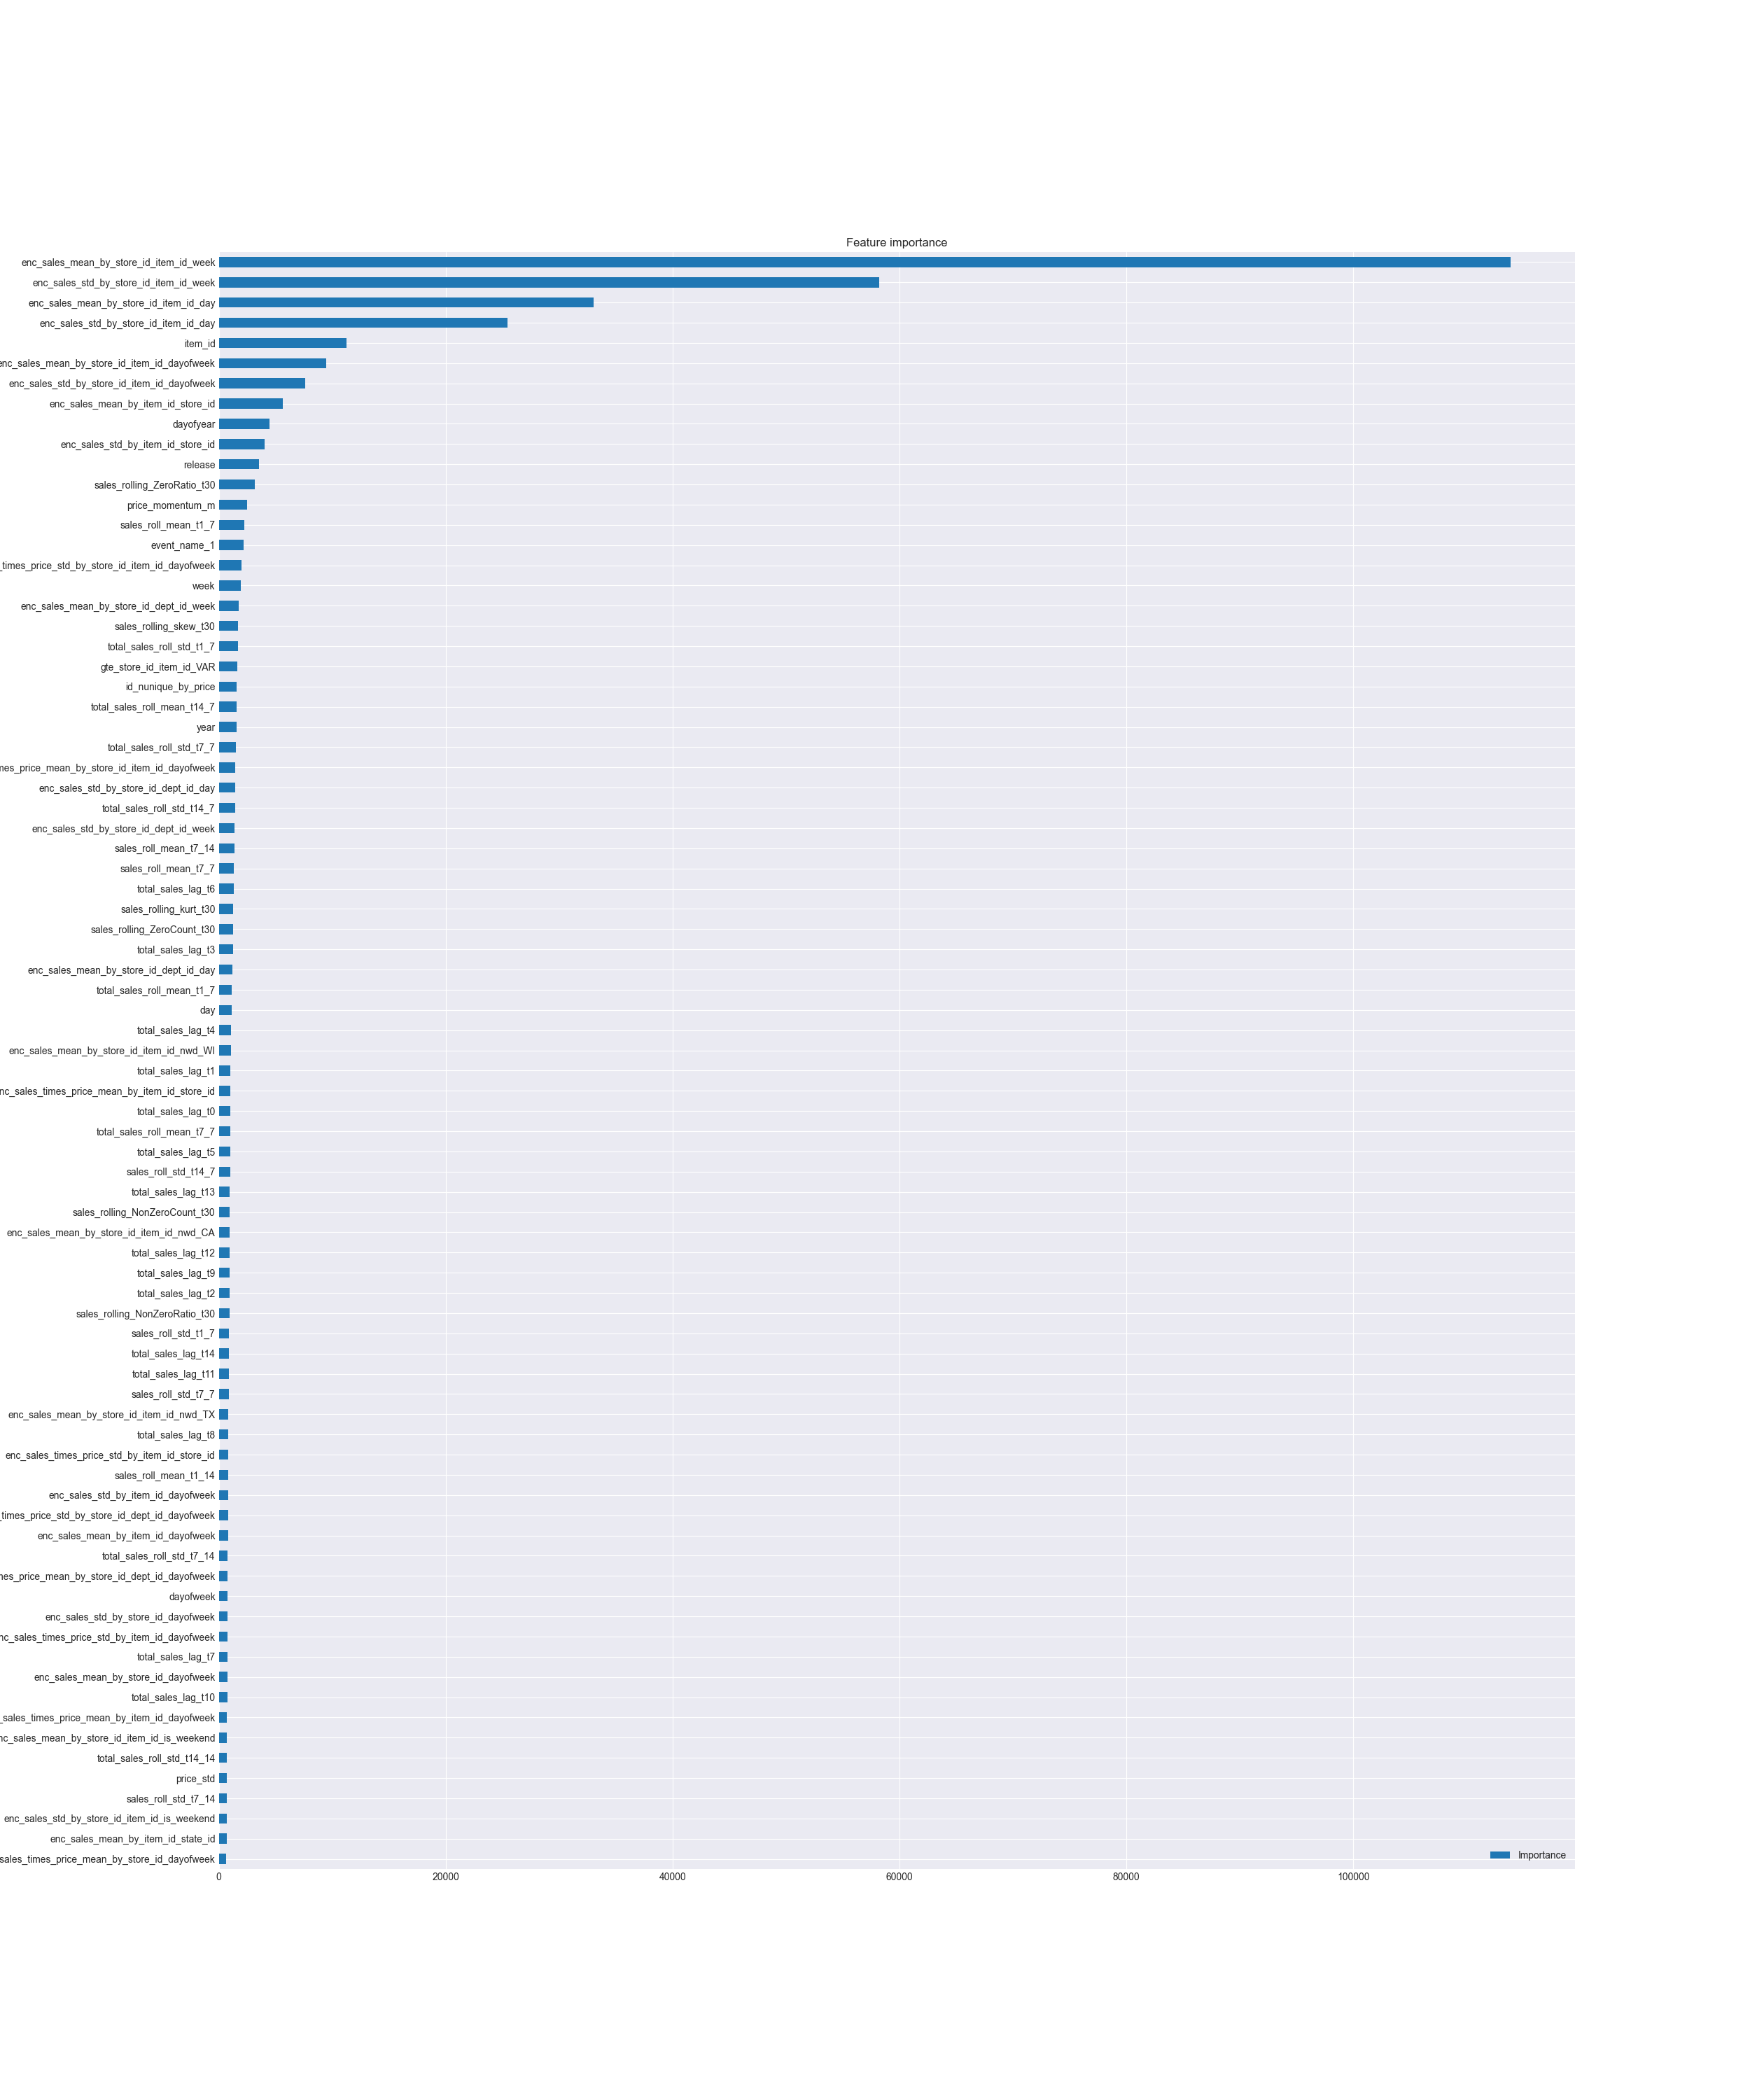 Feature importance
enc_sales_mean_by_store_id_item_id_week
enc_sales_std_by_store_id_item_id_week
enc_sales_mean_by_store_id_item_id_day
enc_sales_std_by_store_id_item_id_day
item_id
enc_sales_mean_by_store_id_item_id_dayofweek
enc_sales_std_by_store_id_item_id_dayofweek
enc_sales_mean_by_item_id_store_id
dayofyear
enc_sales_std_by_item_id_store_id
release
sales_rolling_ZeroRatio_t30
price_momentum_m
sales_roll_mean_t1_7
event_name_1
_times_price_std_by_store_id_item_id_dayofweek
week
enc_sales_mean_by_store_id_dept_id_week
sales_rolling_skew_t30
total_sales_roll_std_t1_7
gte_store_id_item_id_VAR
id_nunique_by_price
total_sales_roll_mean_t14_7
year
total_sales_roll_std_t7_7
mes_price_mean_by_store_id_item_id_dayofweek
enc_sales_std_by_store_id_dept_id_day
total_sales_roll_std_t14_7
enc_sales_std_by_store_id_dept_id_week
sales_roll_mean_t7_14
sales_roll_mean_t7_7
total_sales_lag_t6
sales_rolling_kurt_t30
sales_rolling_ZeroCount_t30
total_sales_lag_t3
enc_sales_mean_by_store_id_dept_id_day
total_sales_roll_mean_t1_7
day
total_sales_lag_t4
enc_sales_mean_by_store_id_item_id_nwd_WI
total_sales_lag_t1
nc_sales_times_price_mean_by_item_id_store_id
total_sales_lag_t0
total_sales_roll_mean_t7_7
total_sales_lag_t5
sales_roll_std_t14_7
total_sales_lag_t13
sales_rolling_NonZeroCount_t30
enc_sales_mean_by_store_id_item_id_nwd_CA
total_sales_lag_t12
total_sales_lag_t9
total_sales_lag_t2
sales_rolling_NonZeroRatio_t30
sales_roll_std_t1_7
total_sales_lag_t14
total_sales_lag_t11
sales_roll_std_t7_7
enc_sales_mean_by_store_id_item_id_nwd_TX
total_sales_lag_t8
enc_sales_times_price_std_by_item_id_store_id
sales_roll_mean_t1_14
enc_sales_std_by_item_id_dayofweek
_times_price_std_by_store_id_dept_id_dayofweek
enc_sales_mean_by_item_id_dayofweek
total_sales_roll_std_t7_14
nes_price_mean_by_store_id_dept_id_dayofweek
dayofweek
enc_sales_std_by_store_id_dayofweek
nc_sales_times_price_std_by_item_id_dayofweek
total_sales_lag_t7
enc_sales_mean_by_store_id_dayofweek
total_sales_lag_t10
_sales_times_price_mean_by_item_id_dayofweek
nc_sales_mean_by_store_id_item_id_is_weekend
total_sales_roll_std_t14_14
price_std
sales_roll_std_t7_14
enc_sales_std_by_store_id_item_id_is_weekend
enc_sales_mean_by_item_id_state_id
sales_times_price_mean_by_store_id_dayofweek
Importance
0 20000 40000 60000 80000 100000